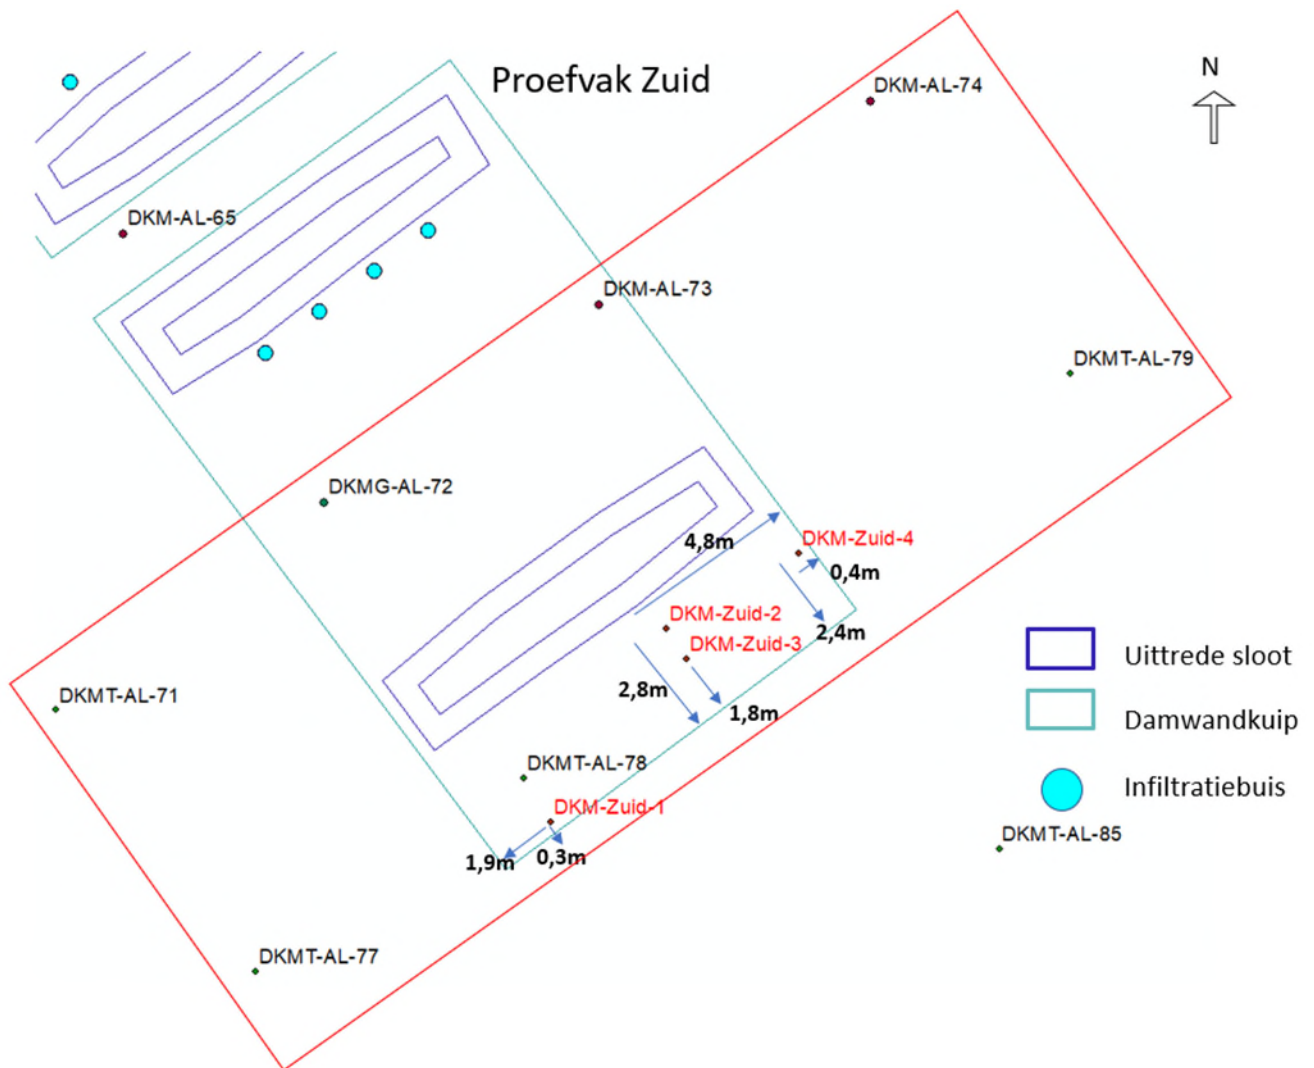 Proefvak Zuid
N
DKM-AL-74
DKM-AL-65
DKM-AL-73
DKMT-AL-79
DKMG-AL-72
4,8m
DKM-Zuid-4
0,4m
DKM-Zuid-2
2,4m
DKM-Zuid-3
2,8m
1,8m
DKMT-AL-71
DKMT-AL-78
DKM-Zuid-1
1,9m
0,3m
DKMT-AL-77
Uittrede sloot
Damwandkuip
Infiltratiebuis
DKMT-AL-85